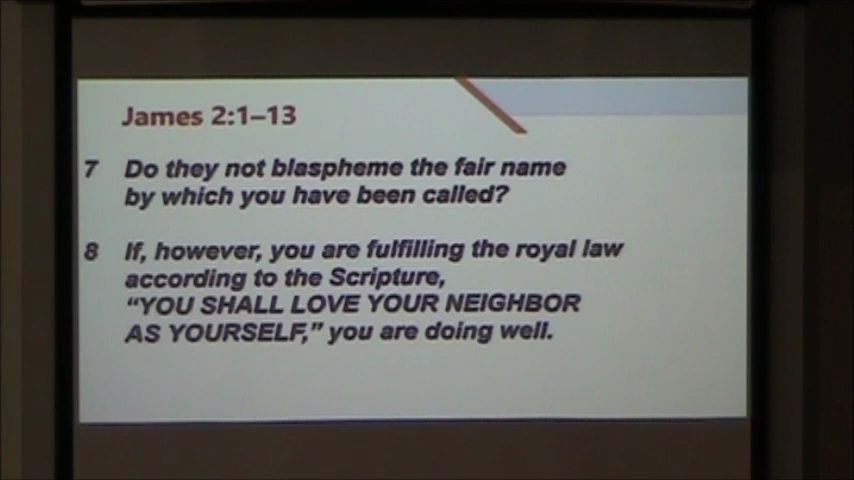 James 2:1–13
7 Do they not blaspheme the fair name
by which you have been called?
8 If, however, you are fulfilling the royal law
according to the Scripture,
“YOU SHALL LOVE YOUR NEIGHBOR
AS YOURSELF,” you are doing well.